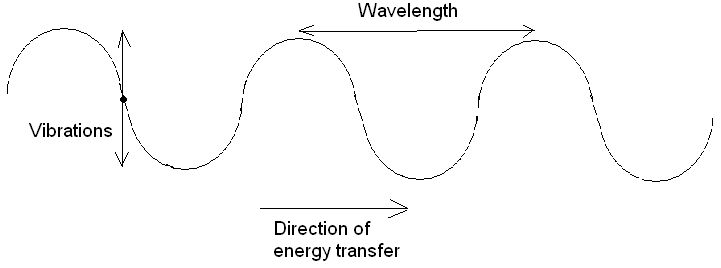 Wavelength
Vibrations
Direction of
energy transfer